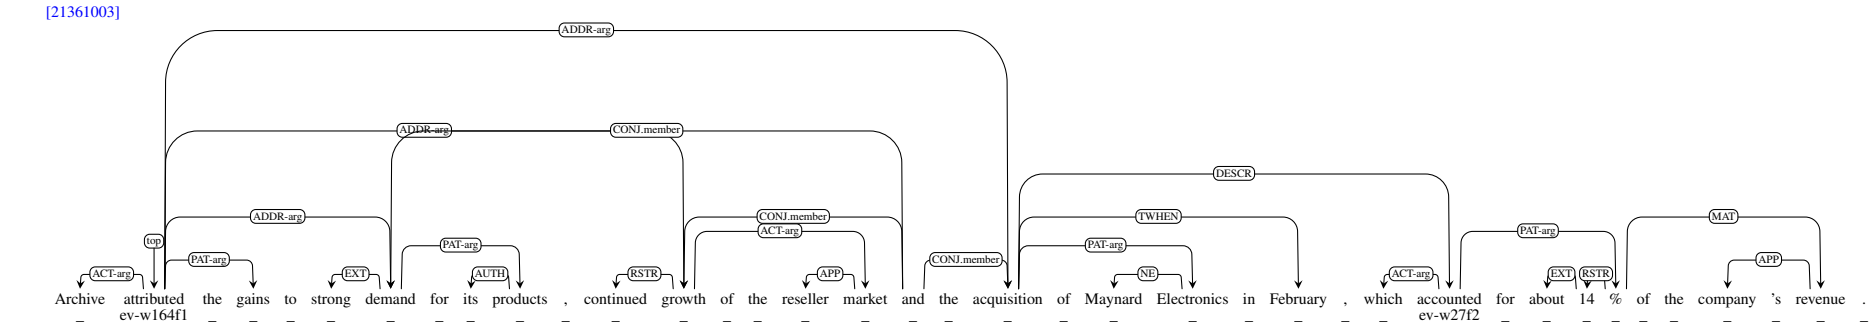 [21361003]
ADDR-arg
ADDR-arg CONJ.member
DESCR
ADDR-arg CONJ.member TWHEN MAT
ACT-arg PAT-arg
top PAT-arg PAT-arg
PAT-arg CONJ.member APP
ACT-arg EXT AUTH RSTR APP NE ACT-arg EXT RSTR
Archive attributed the gains to strong demand for its products , continued growth of the reseller market and the acquisition of Maynard Electronics in February , which accounted for about 14 % of the company 's revenue .
_ ev-w164f1 _ _ _ _ _ _ _ _ _ _ _ _ _ _ _ _ _ _ _ _ _ _ _ _ _ ev-w27f2 _ _ _ _ _ _ _ _ _ _